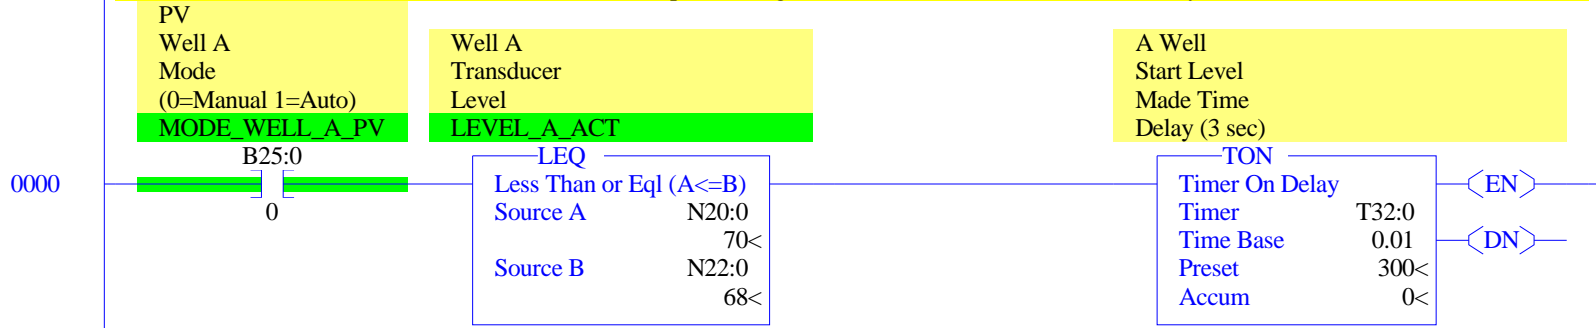 PV
Well A
Mode
(0=Manual 1=Auto)
MODE_WELL_A_PV
Well A
Transducer
Level
LEVEL_A_ACT
A Well
Start Level
Made Time
Delay (3 sec)
0000
B25:0
0
LEQ
Less Than or Eql (A<=B)
Source A N20:0
70<
Source B N22:0
68<
TON
Timer On Delay
Timer T32:0
Time Base 0.01
Preset 300<
Accum 0<
EN
DN